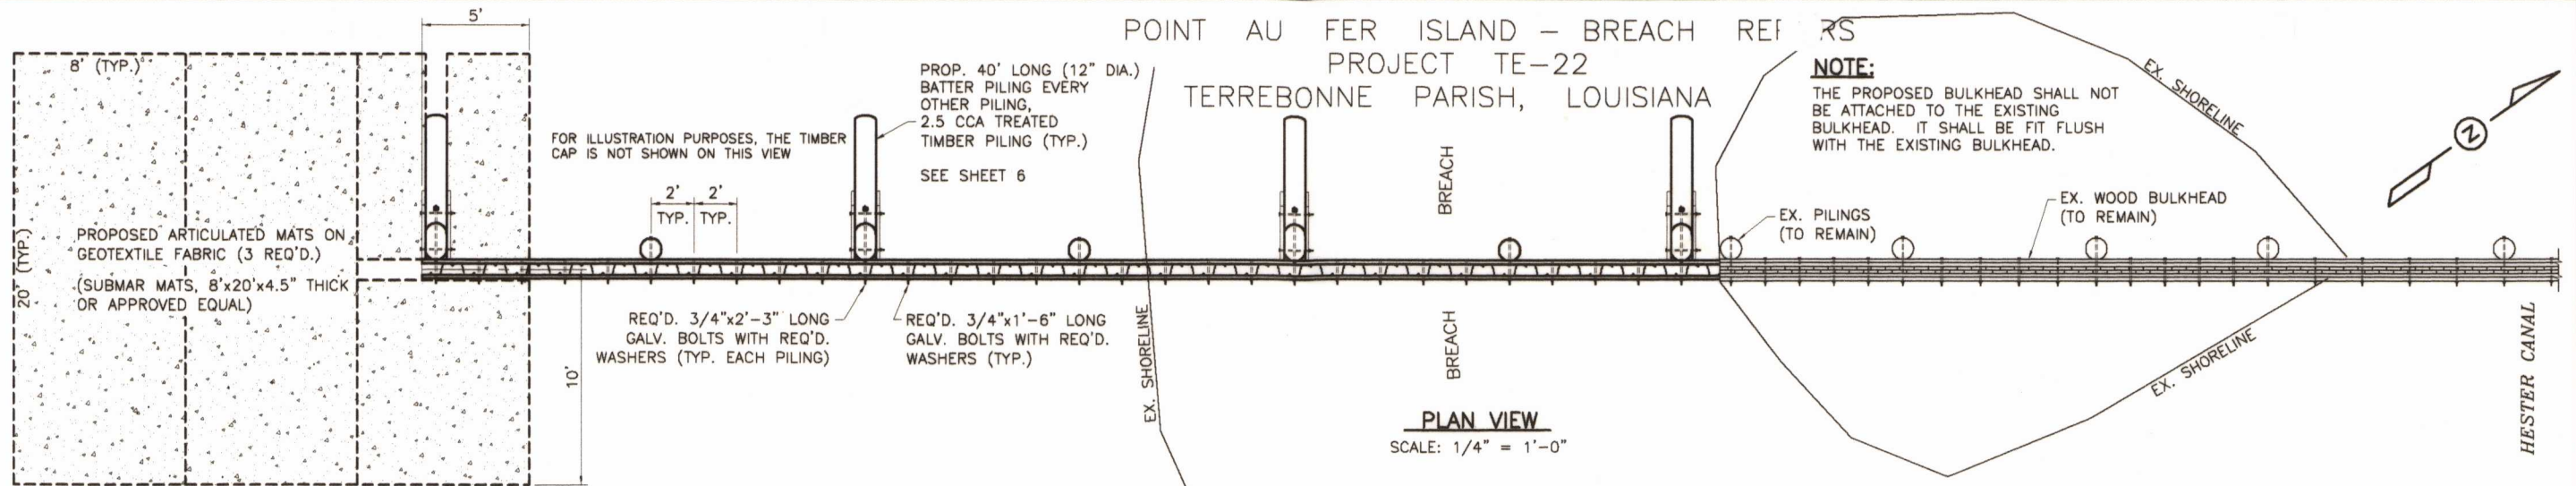 POINT AU FER ISLAND – BREACH
PROJECT TE–22
TERREBONNE PARISH, LOUISIANA
5'
8' (TYP.)
20' (TYP.)
PROPOSED ARTICULATED MATS ON
GEOTEXTILE FABRIC (3 REQ'D.)
(SUBMAR MATS, 8'x20'x4.5" THICK
OR APPROVED EQUAL)
FOR ILLUSTRATION PURPOSES, THE TIMBER
CAP IS NOT SHOWN ON THIS VIEW
2' 2'
TYP. TYP.
PROP. 40' LONG (12" DIA.)
BATTER PILING EVERY
OTHER PILING,
2.5 CCA TREATED
TIMBER PILING (TYP.)
SEE SHEET 6
REQ'D. 3/4"x2'–3" LONG
GALV. BOLTS WITH REQ'D.
WASHERS (TYP. EACH PILING)
REQ'D. 3/4"x1'–6" LONG
GALV. BOLTS WITH REQ'D.
WASHERS (TYP.)
10'
EX. SHORELINE
BREACH
BREACH
PLAN VIEW
SCALE: 1/4" = 1'–0"
NOTE:
THE PROPOSED BULKHEAD SHALL NOT
BE ATTACHED TO THE EXISTING
BULKHEAD. IT SHALL BE FIT FLUSH
WITH THE EXISTING BULKHEAD.
EX. SHORELINE
N
EX. PILINGS
(TO REMAIN)
EX. WOOD BULKHEAD
(TO REMAIN)
EX. SHORELINE
HESTER CANAL